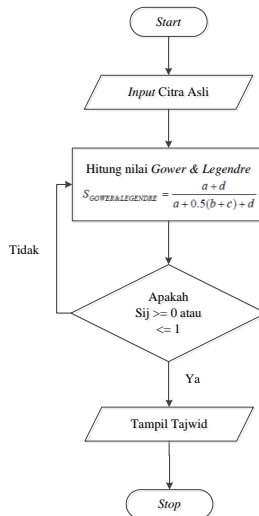 Start
Input Citra Asli
Hitung nilai Gower & Legendre
S_GOWER&LEGENDRE = (a + d) / (a + 0.5(b + c) + d)
Tidak
Apakah
Sij >= 0 atau
<= 1
Ya
Tampil Tajwid
Stop